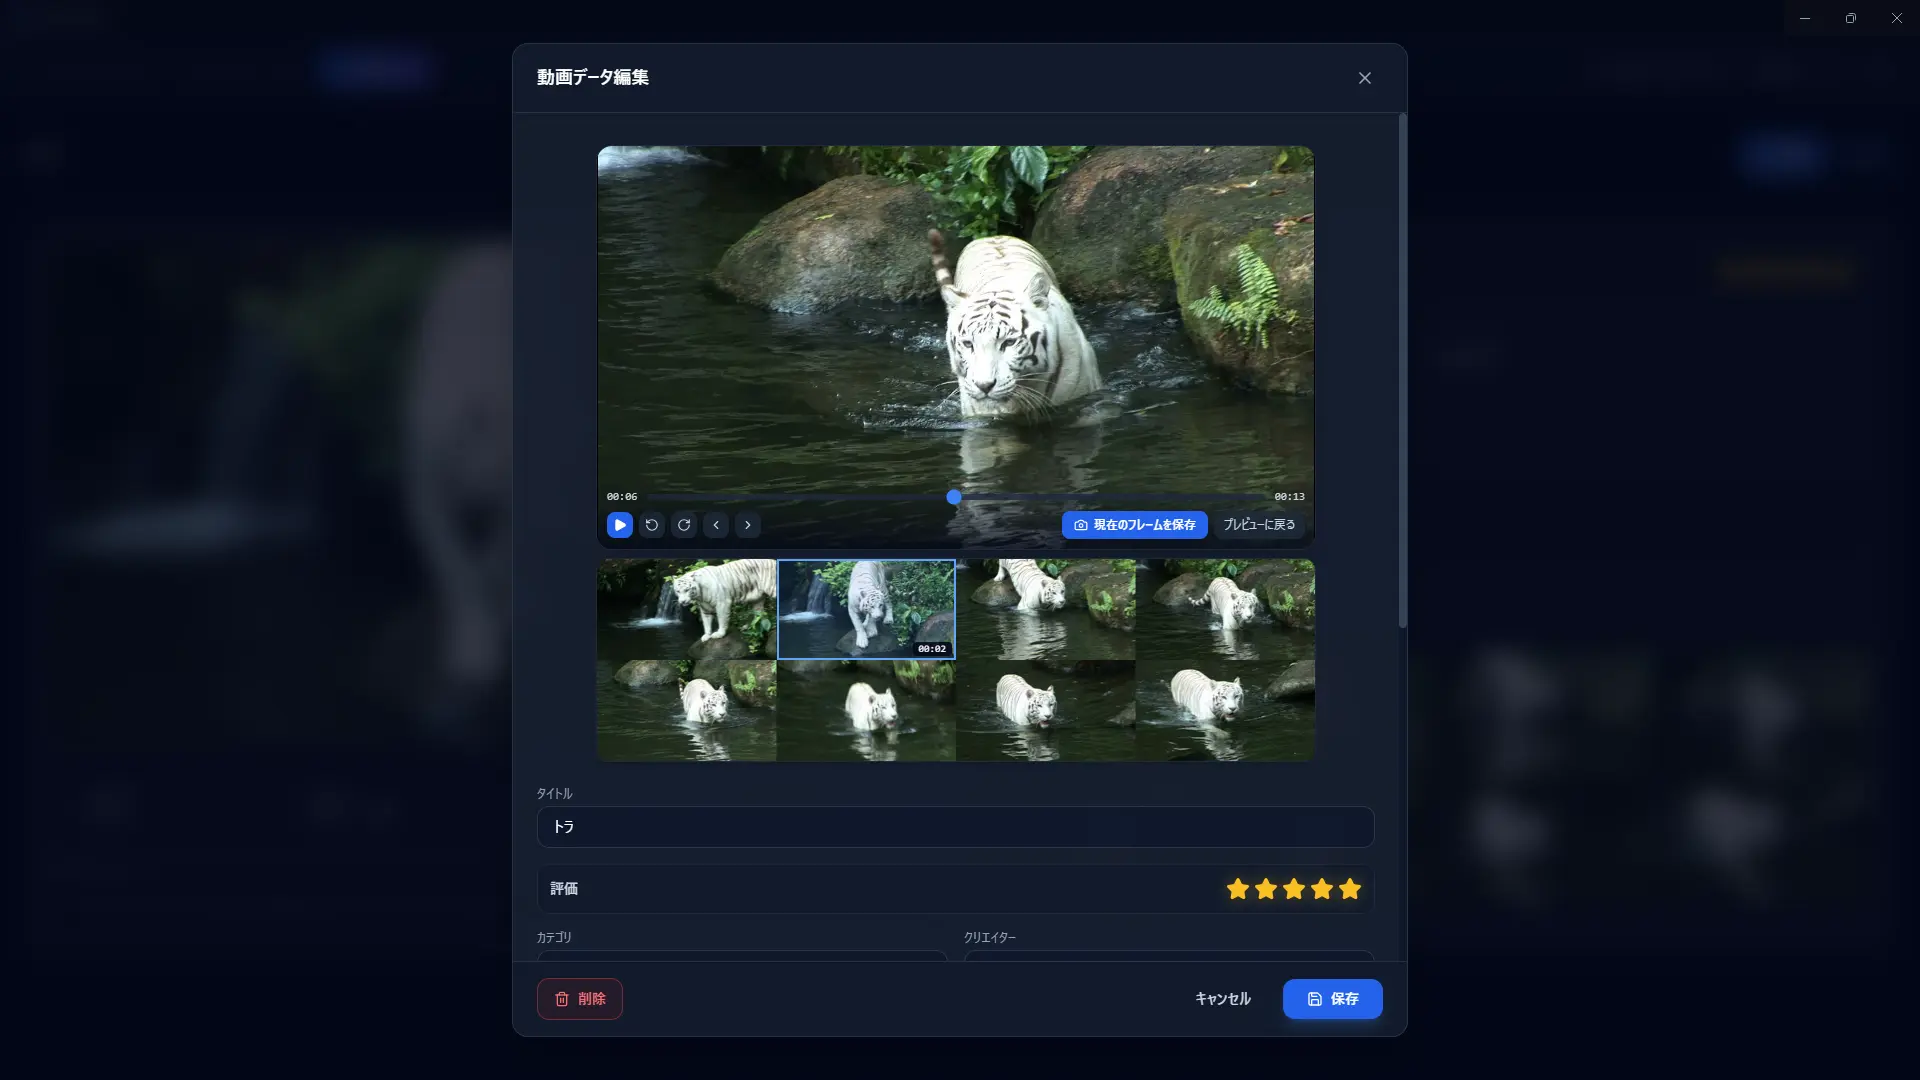 動画データ編集
00:06
00:13
現在のフレームを保存
プレビューに戻る
00:02
タイトル
トラ
評価
カテゴリ
クリエイター
削除
キャンセル
保存